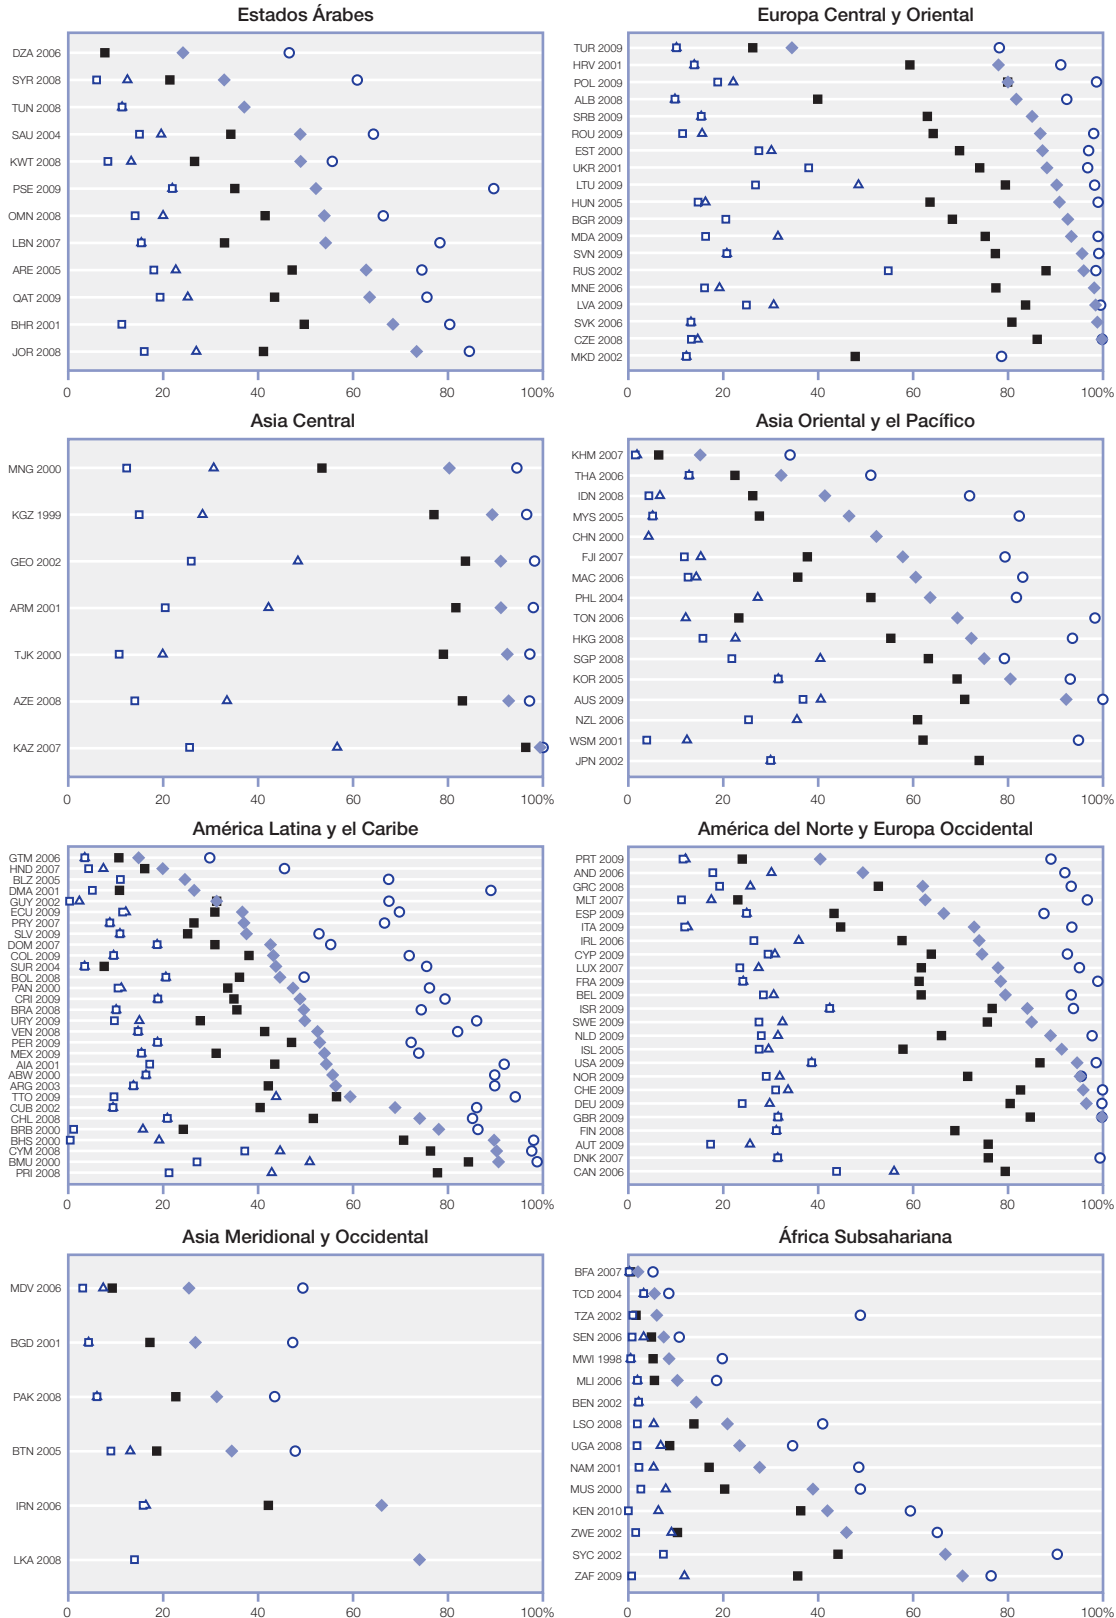 Estados Árabes
DZA 2006
SYR 2008
TUN 2008
SAU 2004
KWT 2008
PSE 2009
OMN 2008
LBN 2007
ARE 2005
QAT 2009
BHR 2001
JOR 2008
0 20 40 60 80 100%
Europa Central y Oriental
TUR 2009
HRV 2001
POL 2009
ALB 2008
SRB 2009
ROU 2009
EST 2000
UKR 2001
LTU 2009
HUN 2005
BGR 2009
MDA 2009
SVN 2009
RUS 2002
MNE 2006
LVA 2009
SVK 2006
CZE 2008
MKD 2002
0 20 40 60 80 100%
Asia Central
MNG 2000
KGZ 1999
GEO 2002
ARM 2001
TJK 2000
AZE 2008
KAZ 2007
0 20 40 60 80 100%
Asia Oriental y el Pacífico
KHM 2007
THA 2006
IDN 2008
MYS 2005
CHN 2000
FJI 2007
MAC 2006
PHL 2004
TON 2006
HKG 2008
SGP 2008
KOR 2005
AUS 2009
NZL 2006
WSM 2001
JPN 2002
0 20 40 60 80 100%
América Latina y el Caribe
GTM 2006
HND 2007
BLZ 2005
DMA 2001
GUY 2002
ECU 2009
PRY 2007
SLV 2009
DOM 2007
COL 2009
SUR 2004
BOL 2008
PAN 2000
CRI 2009
BRA 2008
URY 2009
VEN 2008
PER 2009
MEX 2009
AIA 2001
ABW 2000
ARG 2003
TTO 2009
CUB 2002
CHL 2008
BRB 2000
BHS 2000
CYM 2008
BMU 2000
PRI 2008
0 20 40 60 80 100%
América del Norte y Europa Occidental
PRT 2009
AND 2006
GRC 2008
MLT 2007
ESP 2009
ITA 2009
IRL 2006
CYP 2009
LUX 2007
FRA 2009
BEL 2009
ISR 2009
SWE 2009
NLD 2009
ISL 2005
USA 2009
NOR 2009
CHE 2009
DEU 2009
GBR 2009
FIN 2008
AUT 2009
DNK 2007
CAN 2006
0 20 40 60 80 100%
Asia Meridional y Occidental
MDV 2006
BGD 2001
PAK 2008
BTN 2005
IRN 2006
LKA 2008
0 20 40 60 80 100%
África Subsahariana
BFA 2007
TCD 2004
TZA 2002
SEN 2006
MWI 1998
MLI 2006
BEN 2002
LSO 2008
UGA 2008
NAM 2001
MUS 2000
KEN 2010
ZWE 2002
SYC 2002
ZAF 2009
0 20 40 60 80 100%